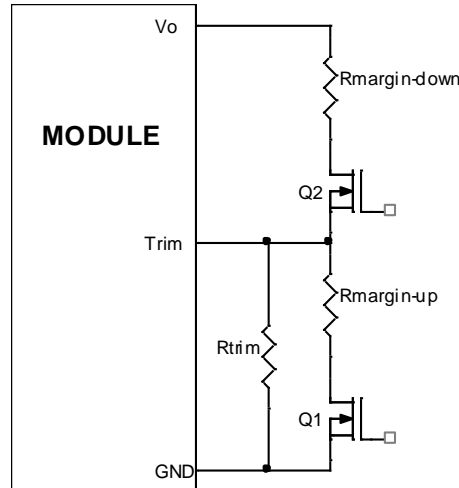 Vo
Rmargin-down
MODULE
Q2
Trim
Rmargin-up
Rtrim
Q1
GND